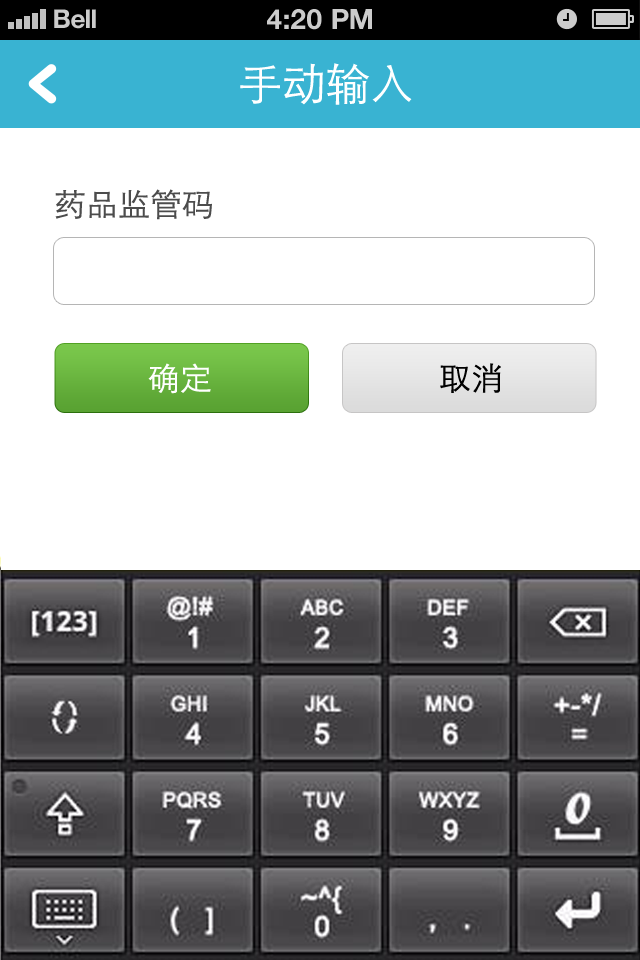 Bell 4:20 PM
手动输入
药品监管码
确定 取消
[123] @!# 1 ABC 2 DEF 3
GHI 4 JKL 5 MNO 6 +-*/ =
PQRS 7 TUV 8 WXYZ 9 0
( ] ~^{ 0 , .